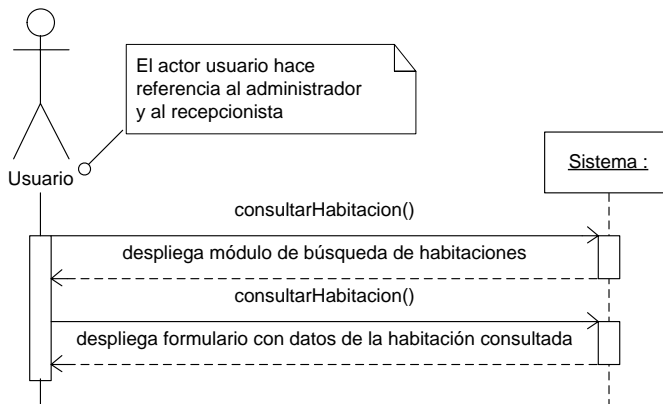 El actor usuario hace
referencia al administrador
y al recepcionista
Usuario
Sistema :
consultarHabitacion()
despliega módulo de búsqueda de habitaciones
consultarHabitacion()
despliega formulario con datos de la habitación consultada